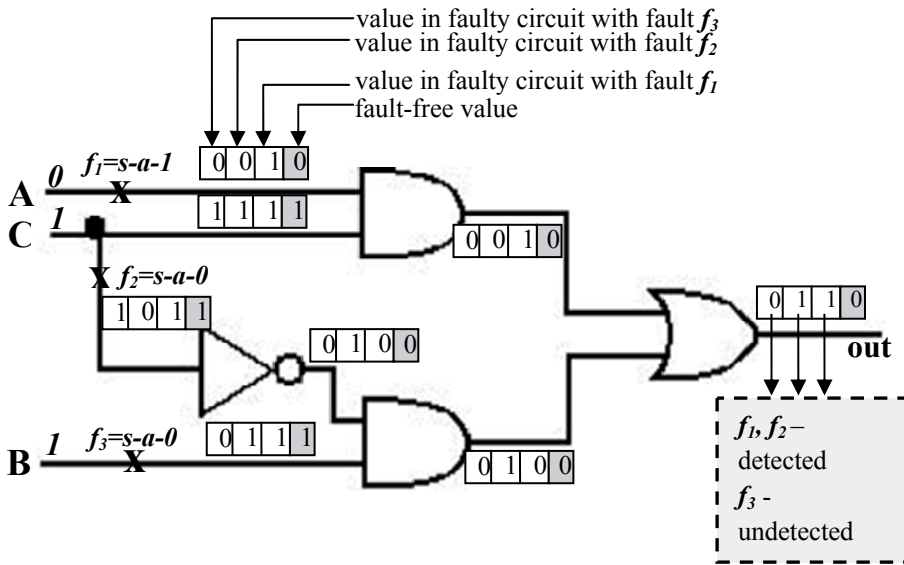 value in faulty circuit with fault f3
value in faulty circuit with fault f2
value in faulty circuit with fault f1
fault-free value
0 0 1 0
A 0 f1=s-a-1 X
1 1 1 1
C 1
0 0 1 0
X f2=s-a-0
1 0 1 1
0 1 1 0
out
0 1 0 0
1 f3=s-a-0
0 1 1 1
B X
0 1 0 0
f1, f2 –
detected
f3 -
undetected